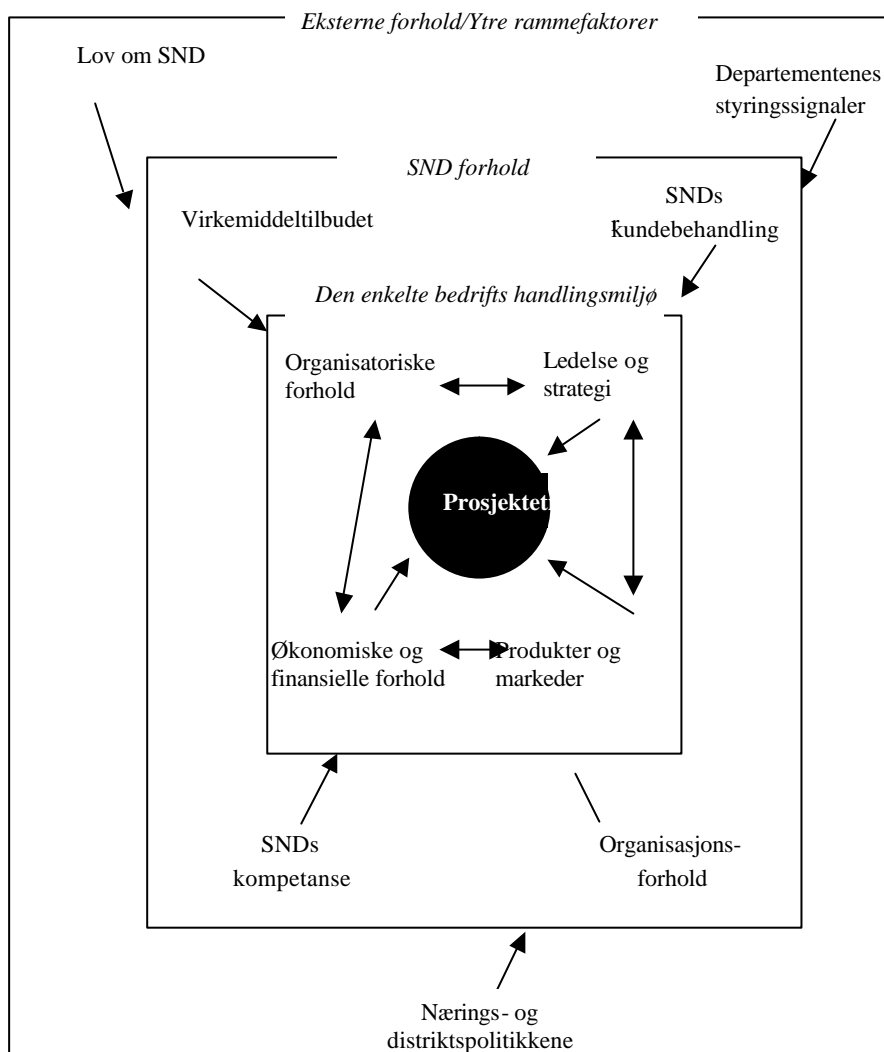 Eksterne forhold/Ytre rammefaktorer
Lov om SND
Departementenes
styringssignaler
SND forhold
Virkemiddeltilbudet
SNDs
kundebehandling
Den enkelte bedrifts handlingsmiljø
Organisatoriske
forhold
Ledelse og
strategi
Prosjektet
Økonomiske og
finansielle forhold
Produkter og
markeder
SNDs
kompetanse
Organisasjons-
forhold
Nærings- og
distriktspolitikkene